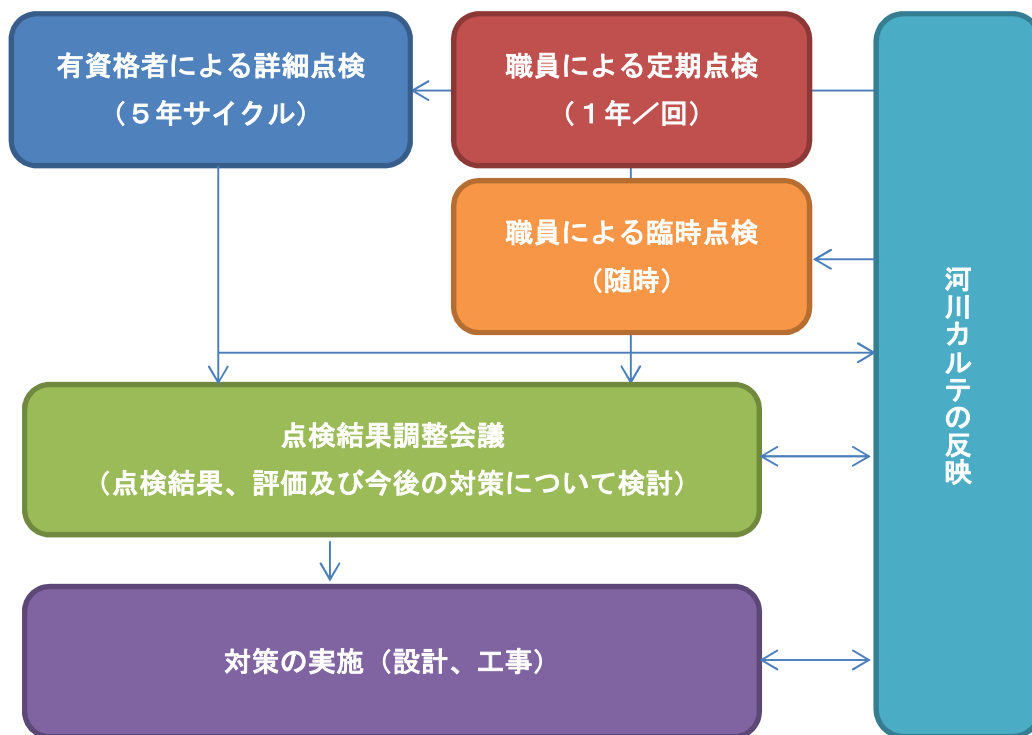 有資格者による詳細点検
（５年サイクル）
職員による定期点検
（１年／回）
職員による臨時点検
（随時）
河川カルテの反映
点検結果調整会議
（点検結果、評価及び今後の対策について検討）
対策の実施（設計、工事）